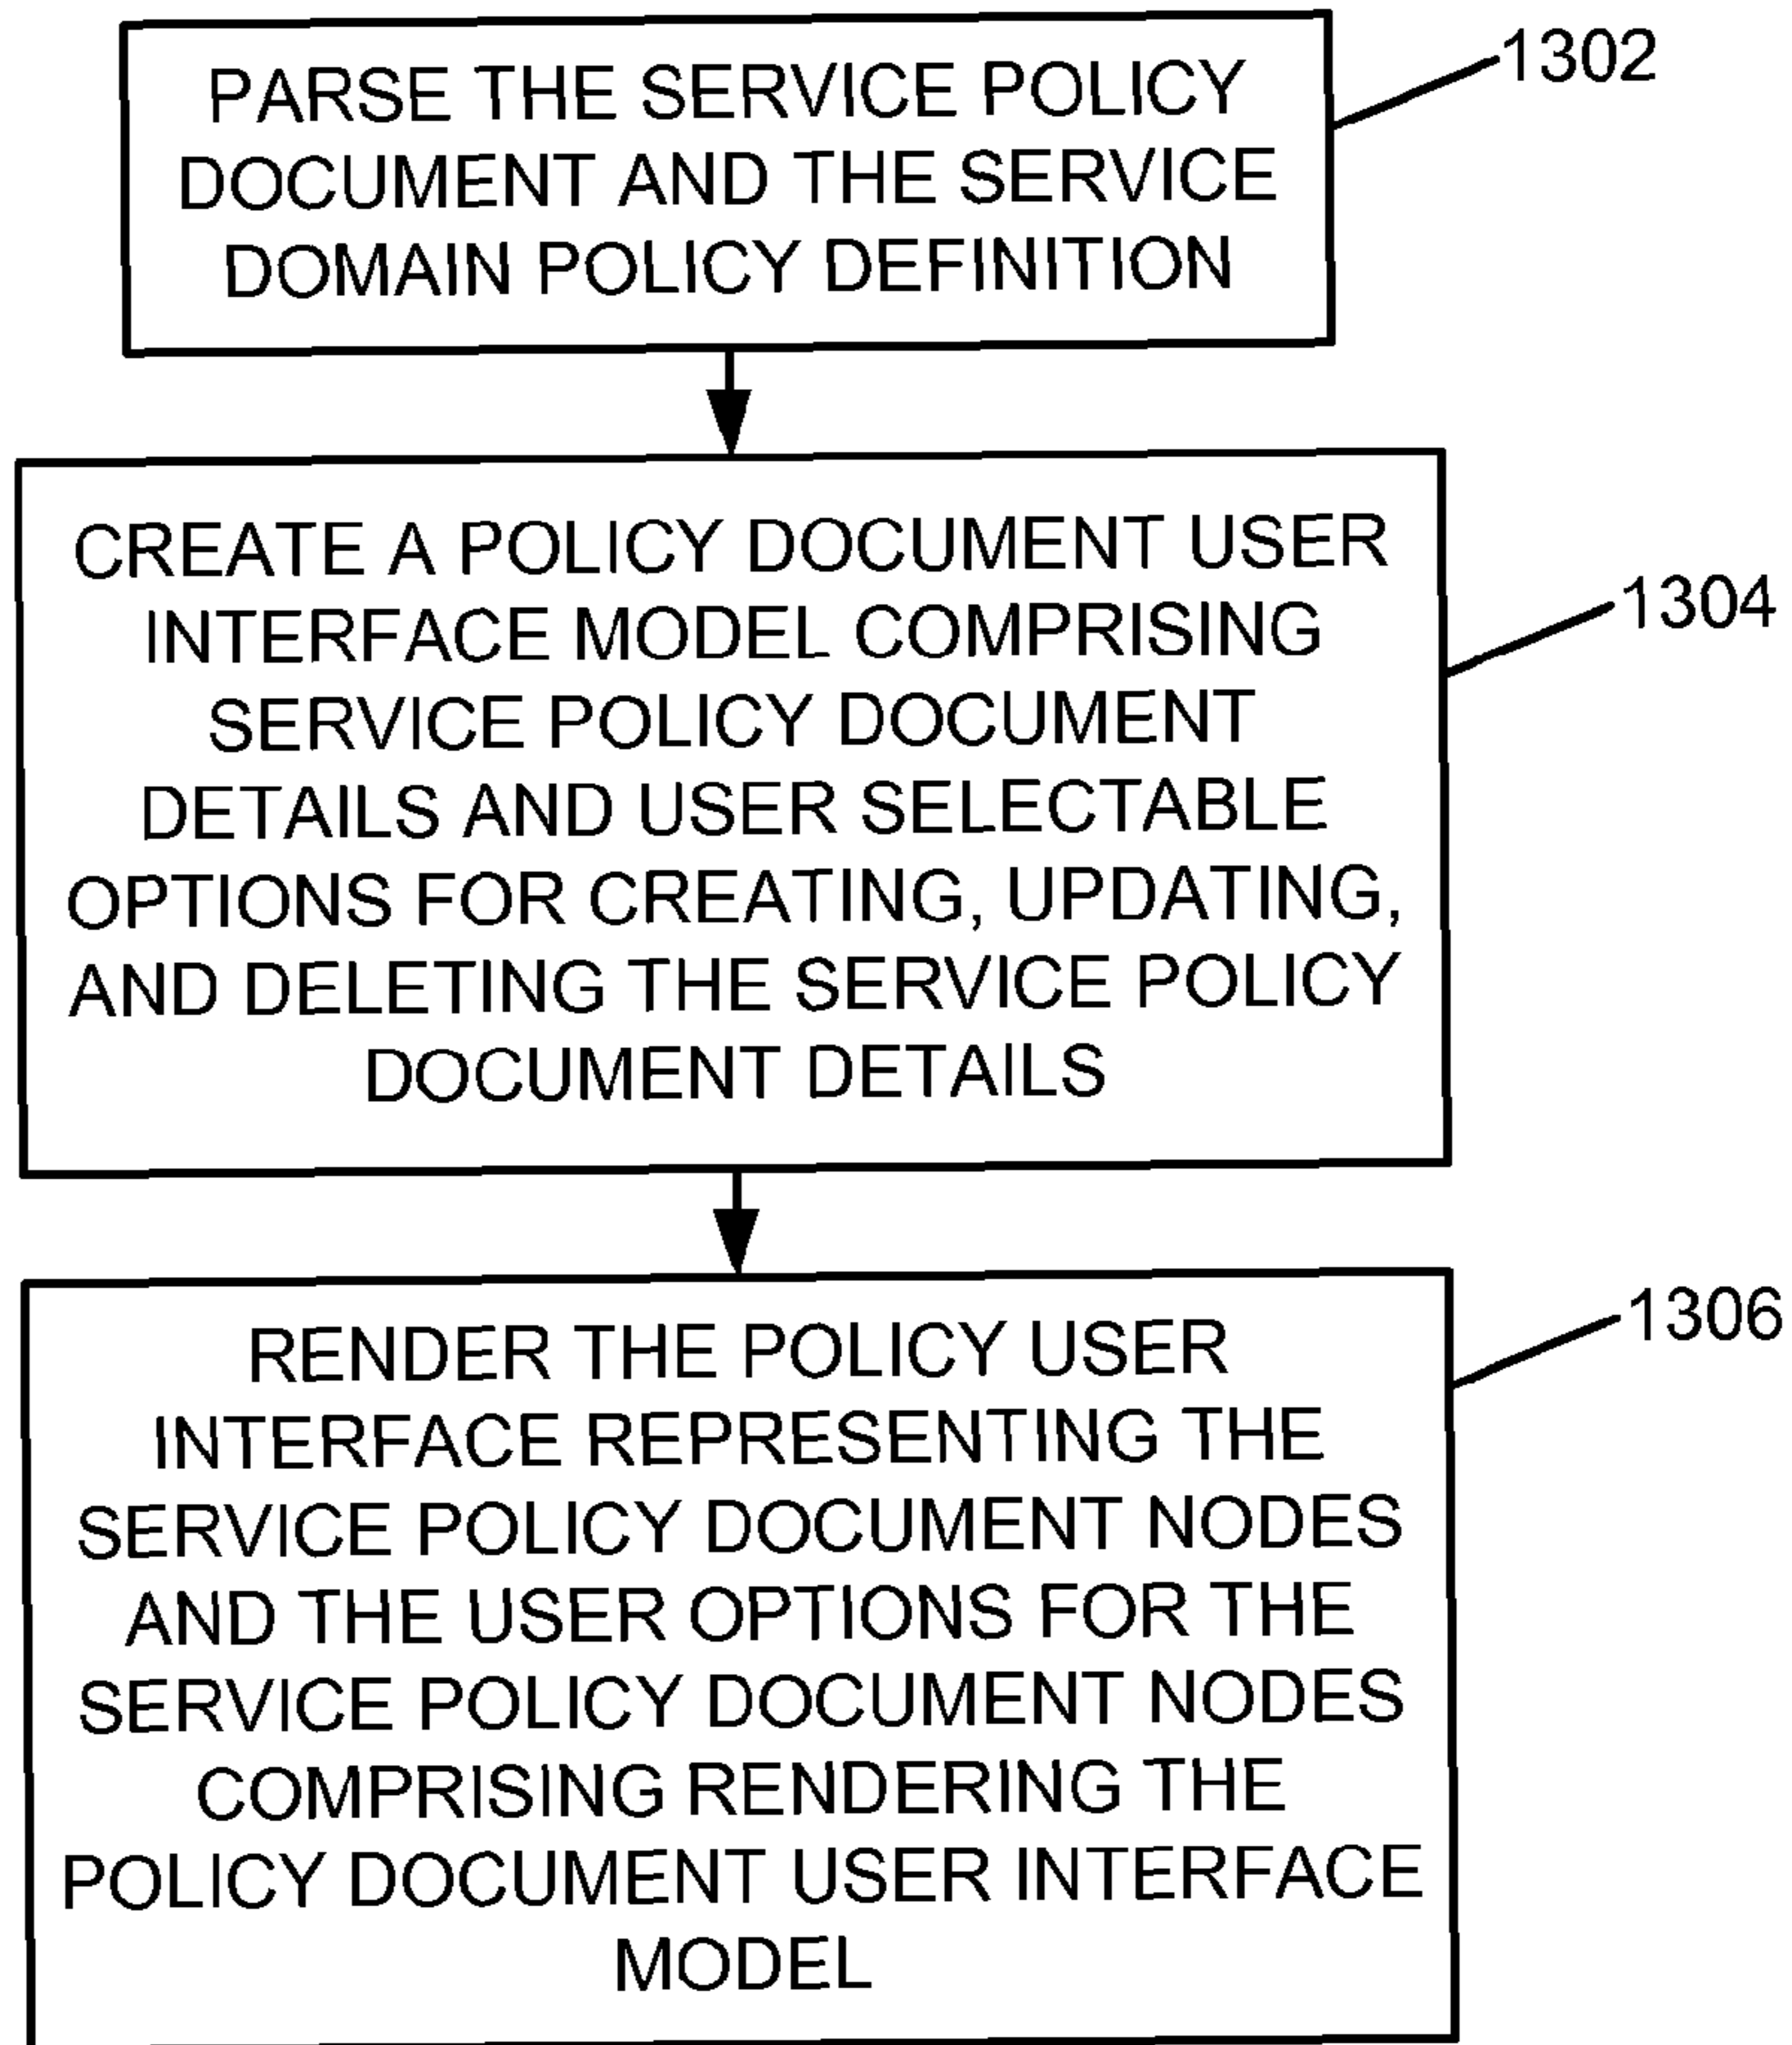 PARSE THE SERVICE POLICY
DOCUMENT AND THE SERVICE
DOMAIN POLICY DEFINITION
1302
CREATE A POLICY DOCUMENT USER
INTERFACE MODEL COMPRISING
SERVICE POLICY DOCUMENT
DETAILS AND USER SELECTABLE
OPTIONS FOR CREATING, UPDATING,
AND DELETING THE SERVICE POLICY
DOCUMENT DETAILS
1304
RENDER THE POLICY USER
INTERFACE REPRESENTING THE
SERVICE POLICY DOCUMENT NODES
AND THE USER OPTIONS FOR THE
SERVICE POLICY DOCUMENT NODES
COMPRISING RENDERING THE
POLICY DOCUMENT USER INTERFACE
MODEL
1306